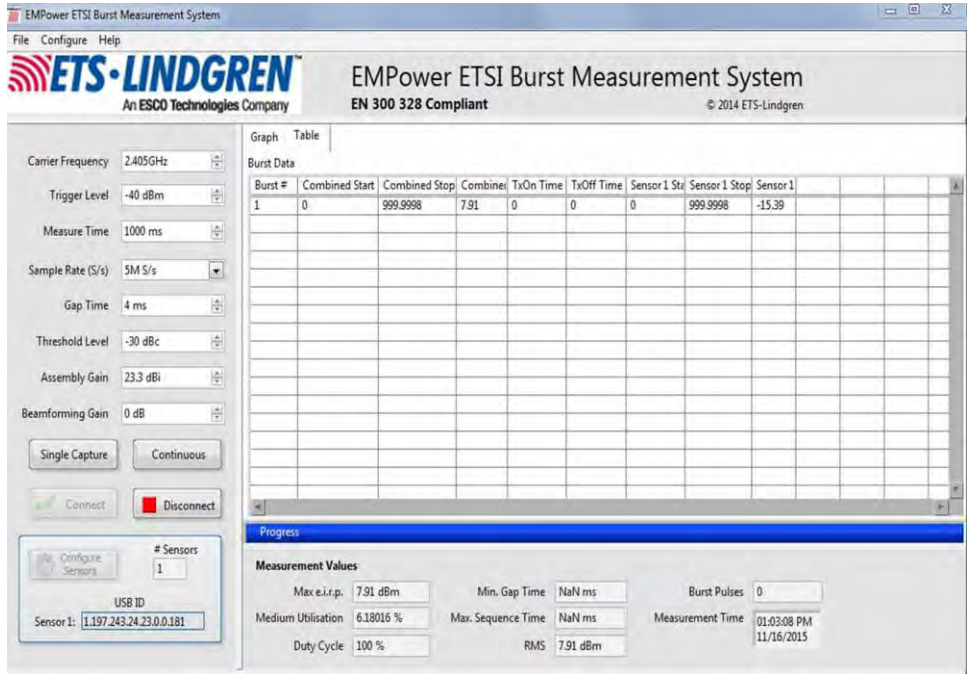 EMPower ETSI Burst Measurement System
File Configure Help
ETS·LINDGREN™
An ESCO Technologies Company
EMPower ETSI Burst Measurement System
EN 300 328 Compliant
© 2014 ETS-Lindgren
Carrier Frequency 2.405GHz
Trigger Level -40 dBm
Measure Time 1000 ms
Sample Rate (S/s) 5M S/s
Gap Time 4 ms
Threshold Level -30 dBc
Assembly Gain 23.3 dBi
Beamforming Gain 0 dB
Single Capture Continuous
Connect Disconnect
Configure Sensors
# Sensors
1
USB ID
Sensor 1: 1.197.243.24.23.0.0.181
Graph Table
Burst Data
Burst # Combined Start Combined Stop Combined TxOn Time TxOff Time Sensor 1 Sta Sensor 1 Stop Sensor 1
1 0 999.9998 7.91 0 0 0 999.9998 -15.39
Progress
Measurement Values
Max e.i.r.p. 7.91 dBm Min. Gap Time NaN ms Burst Pulses 0
Medium Utilisation 6.18016 % Max. Sequence Time NaN ms Measurement Time 01:03:08 PM
11/16/2015
Duty Cycle 100 % RMS 7.91 dBm